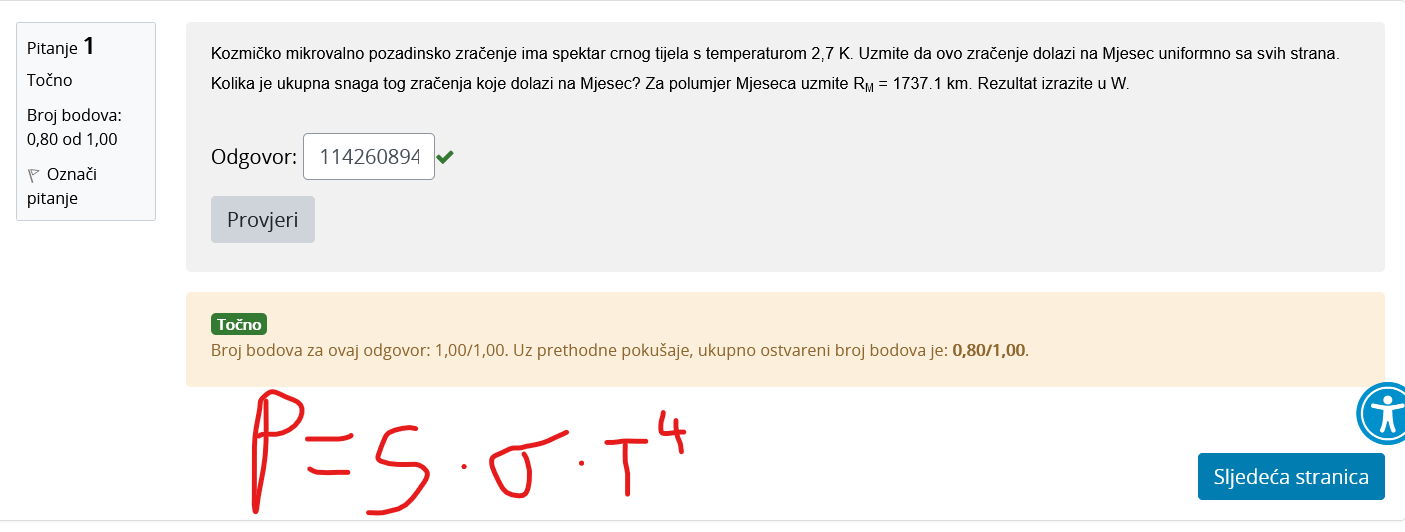 Pitanje 1
Točno
Broj bodova:
0,80 od 1,00
Označi
pitanje
Kozmičko mikrovalno pozadinsko zračenje ima spektar crnog tijela s temperaturom 2,7 K. Uzmite da ovo zračenje dolazi na Mjesec uniformno sa svih strana.
Kolika je ukupna snaga tog zračenja koje dolazi na Mjesec? Za polumjer Mjeseca uzmite R_M = 1737.1 km. Rezultat izrazite u W.
Odgovor: 114260894
Provjeri
Točno
Broj bodova za ovaj odgovor: 1,00/1,00. Uz prethodne pokušaje, ukupno ostvareni broj bodova je: 0,80/1,00.
P = S · σ · T⁴
Sljedeća stranica